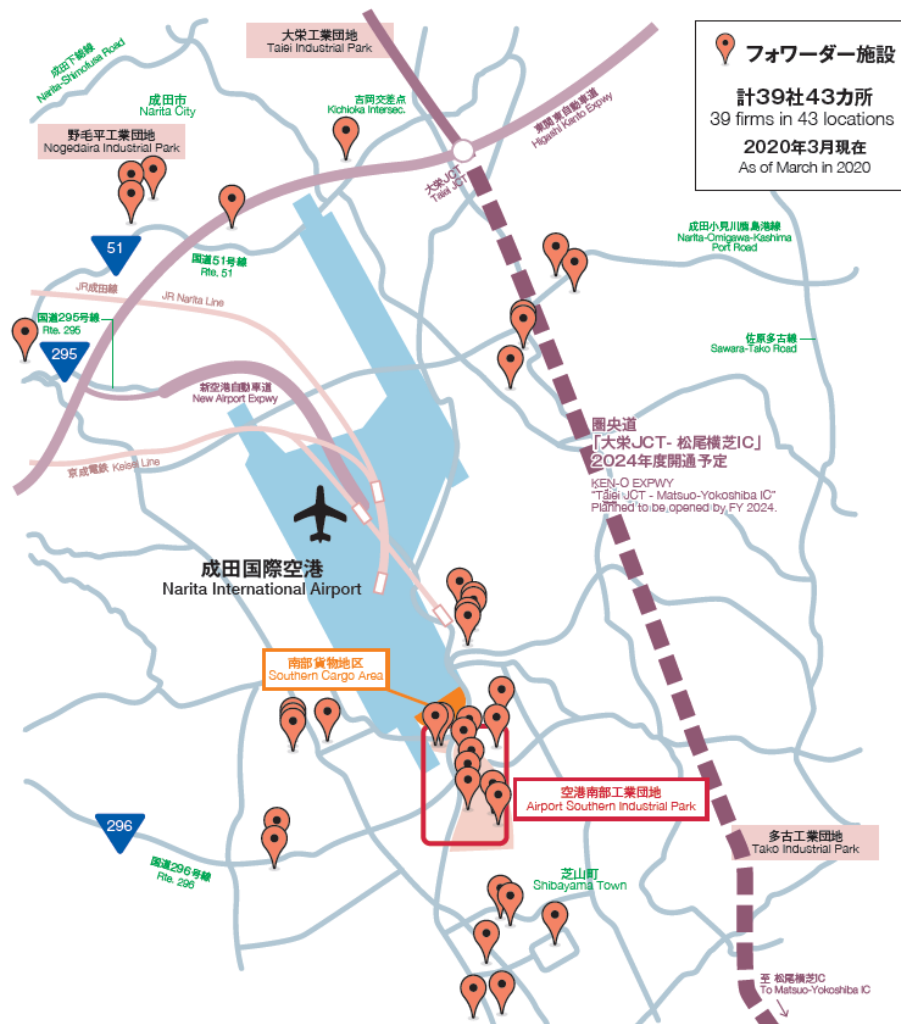 大栄工業団地
Taiei Industrial Park
フォワーダー施設
計39社43カ所
39 firms in 43 locations
2020年3月現在
As of March in 2020
成田下総線
Narita-Shimofusa Road
成田市
Narita City
吉岡交差点
Kichioka Intersec.
東関東自動車道
Higashi Kanto Expwy
野毛平工業団地
Nogedaira Industrial Park
大栄JCT
Taiei JCT
成田小見川鹿島港線
Narita-Omigawa-Kashima
Port Road
51
国道51号線
Rte. 51
JR成田線
JR Narita Line
国道295号線
Rte. 295
295
佐原多古線
Sawara-Tako Road
新空港自動車道
New Airport Expwy
圏央道
「大栄JCT- 松尾横芝IC」
2024年度開通予定
KEN-O EXPWY
"Taiei JCT - Matsuo-Yokoshiba IC"
Planned to be opened by FY 2024.
京成電鉄 Keisei Line
成田国際空港
Narita International Airport
南部貨物地区
Southern Cargo Area
空港南部工業団地
Airport Southern Industrial Park
296
国道296号線
Rte. 296
多古工業団地
Tako Industrial Park
芝山町
Shibayama Town
至 松尾横芝IC
To Matsuo-Yokoshiba IC